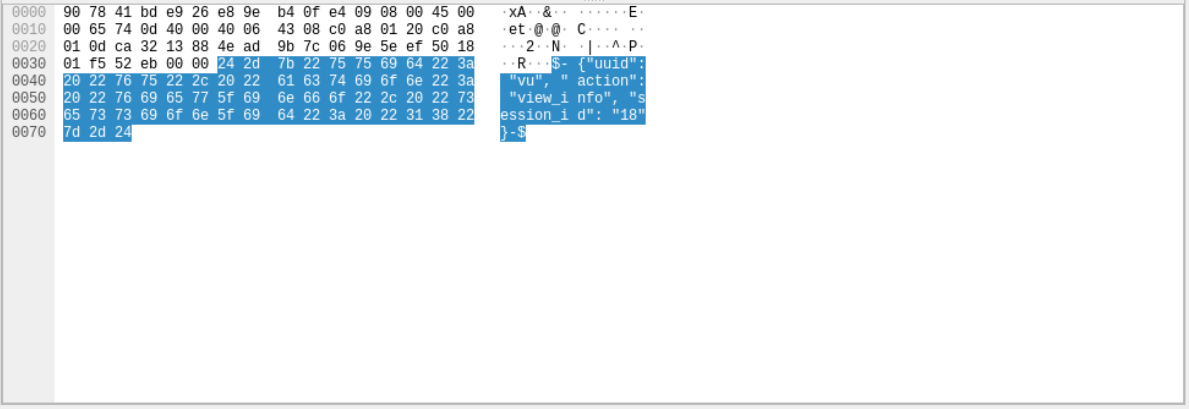 0000 90 78 41 bd e9 26 e8 9e b4 0f e4 09 08 00 45 00 ·xA··&·· ······E·
0010 00 65 74 0d 40 00 40 06 43 08 c0 a8 01 20 c0 a8 ·et·@·@· C···· ··
0020 01 0d ca 32 13 88 4e ad 9b 7c 06 9e 5e ef 50 18 ···2··N· ·|··^·P·
0030 01 f5 52 eb 00 00 24 2d 7b 22 75 75 69 64 22 3a ··R···$- {"uuid":
0040 20 22 76 75 22 2c 20 22 61 63 74 69 6f 6e 22 3a "vu", " action":
0050 20 22 76 69 65 77 5f 69 6e 66 6f 22 2c 20 22 73 "view_i nfo", "s
0060 65 73 73 69 6f 6e 5f 69 64 22 3a 20 22 31 38 22 ession_i d": "18"
0070 7d 2d 24 }-$